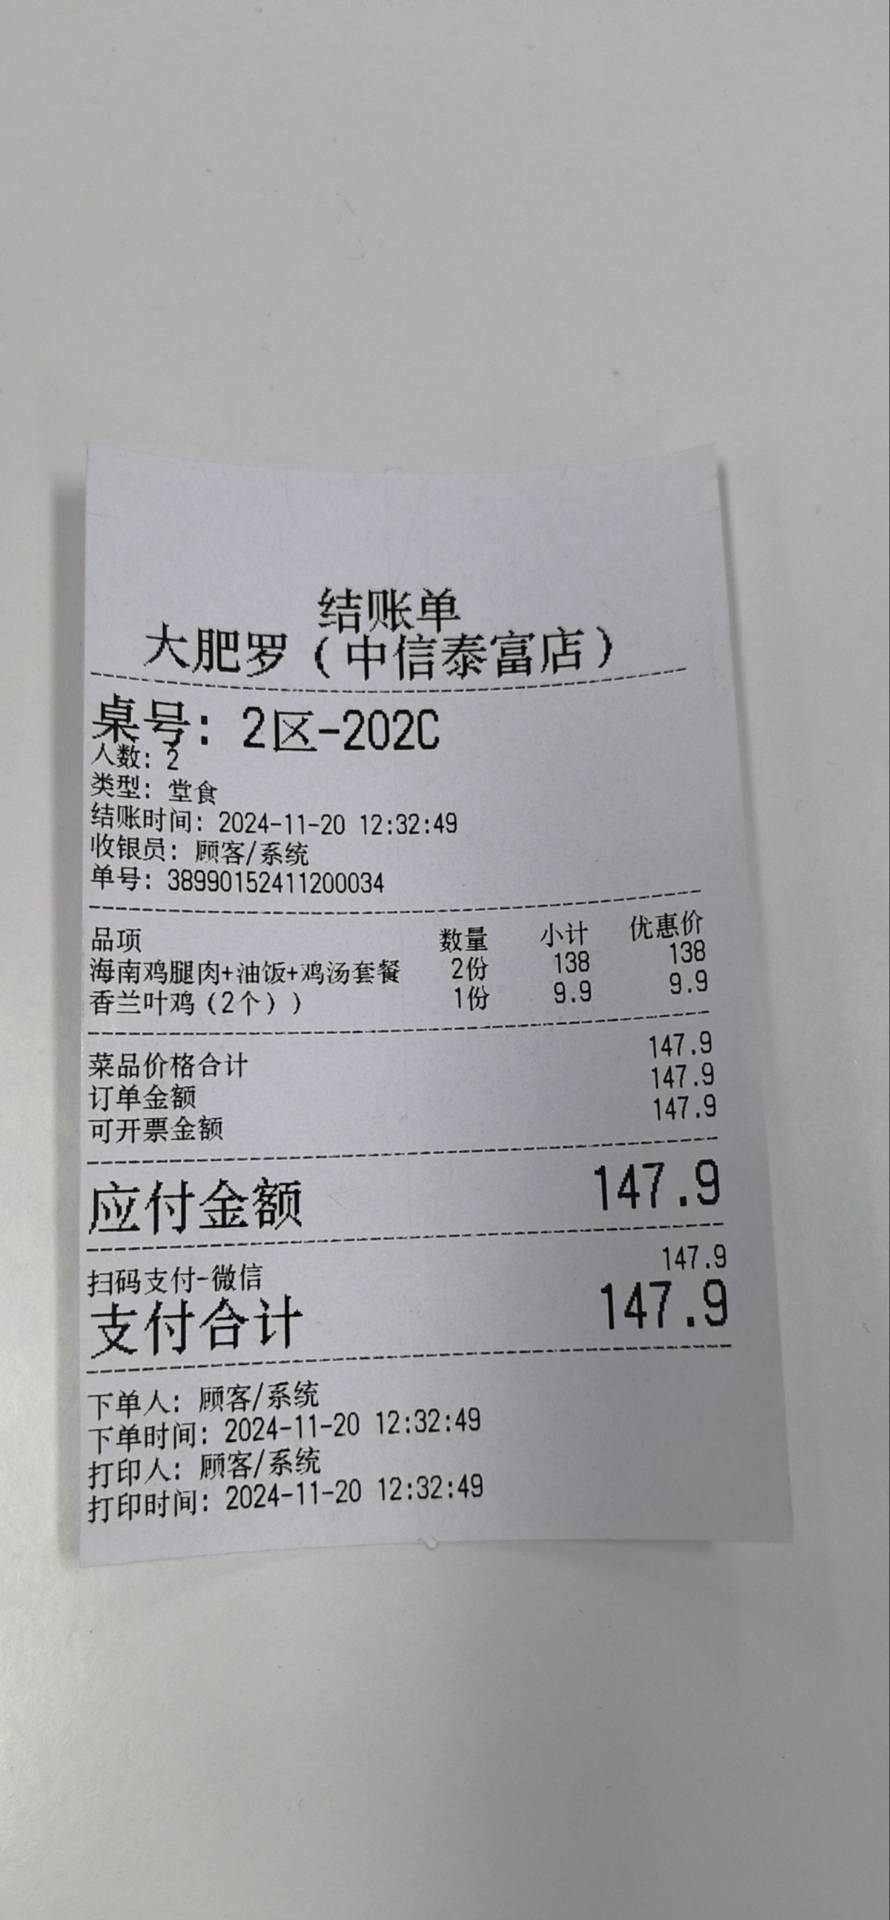 结账单
大肥罗（中信泰富店）
桌号：2区-202C
人数：2
类型：堂食
结账时间：2024-11-20 12:32:49
收银员：顾客/系统
单号：38990152411200034
品项 数量 小计 优惠价
海南鸡腿肉+油饭+鸡汤套餐 2份 138 138
香兰叶鸡（2个）） 1份 9.9 9.9
菜品价格合计 147.9
订单金额 147.9
可开票金额 147.9
应付金额 147.9
扫码支付-微信 147.9
支付合计 147.9
下单人：顾客/系统
下单时间：2024-11-20 12:32:49
打印人：顾客/系统
打印时间：2024-11-20 12:32:49